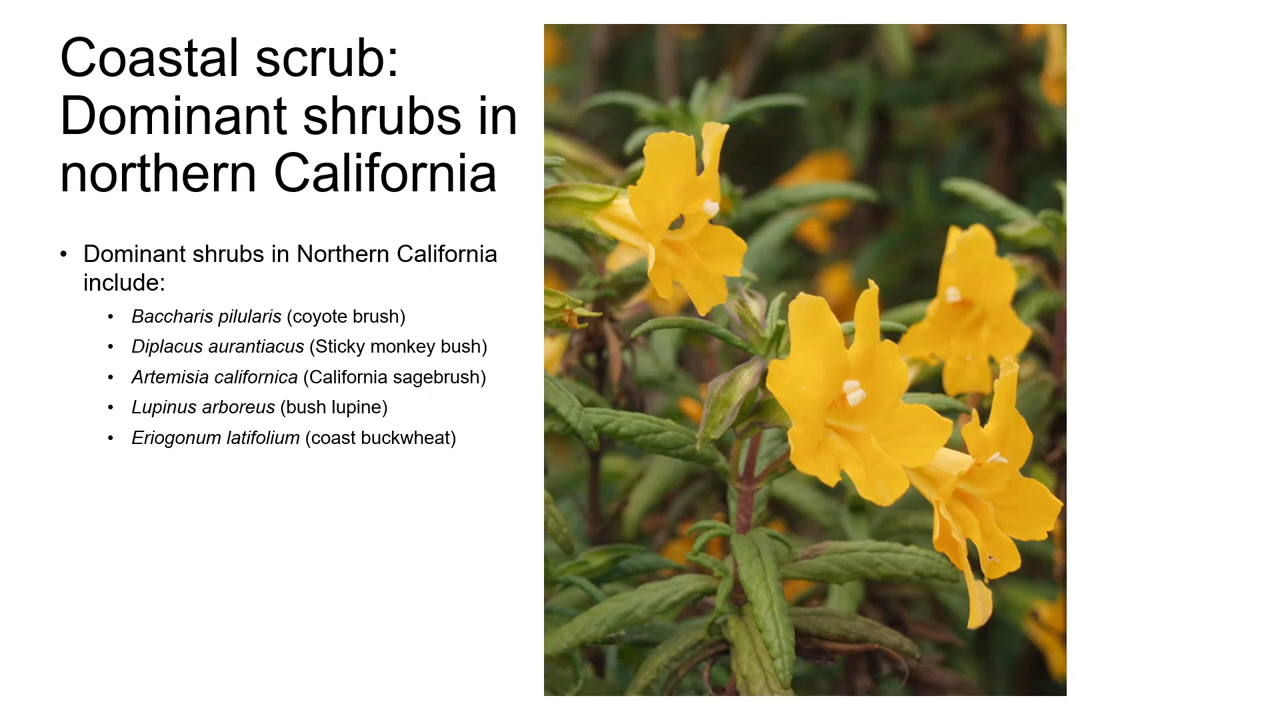 Coastal scrub:
Dominant shrubs in
northern California
• Dominant shrubs in Northern California
include:
• Baccharis pilularis (coyote brush)
• Diplacus aurantiacus (Sticky monkey bush)
• Artemisia californica (California sagebrush)
• Lupinus arboreus (bush lupine)
• Eriogonum latifolium (coast buckwheat)